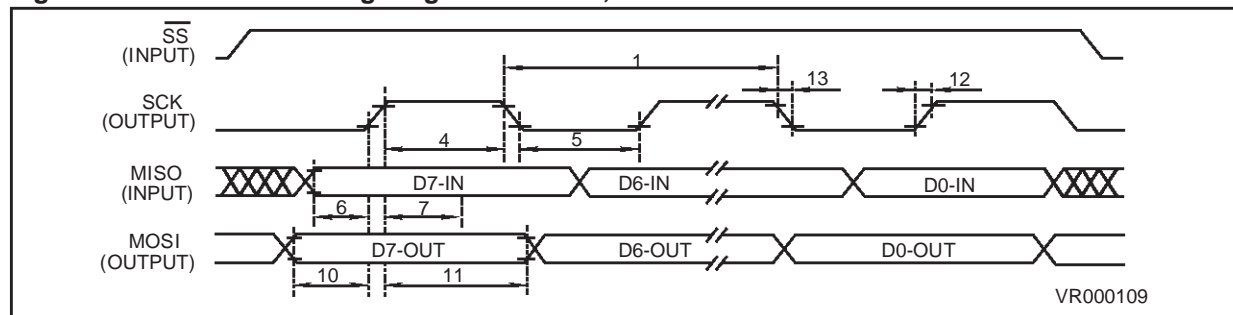 SS
(INPUT)
1
13
12
SCK
(OUTPUT)
4
5
MISO
(INPUT)
D7-IN
D6-IN
D0-IN
6
7
MOSI
(OUTPUT)
D7-OUT
D6-OUT
D0-OUT
10
11
VR000109